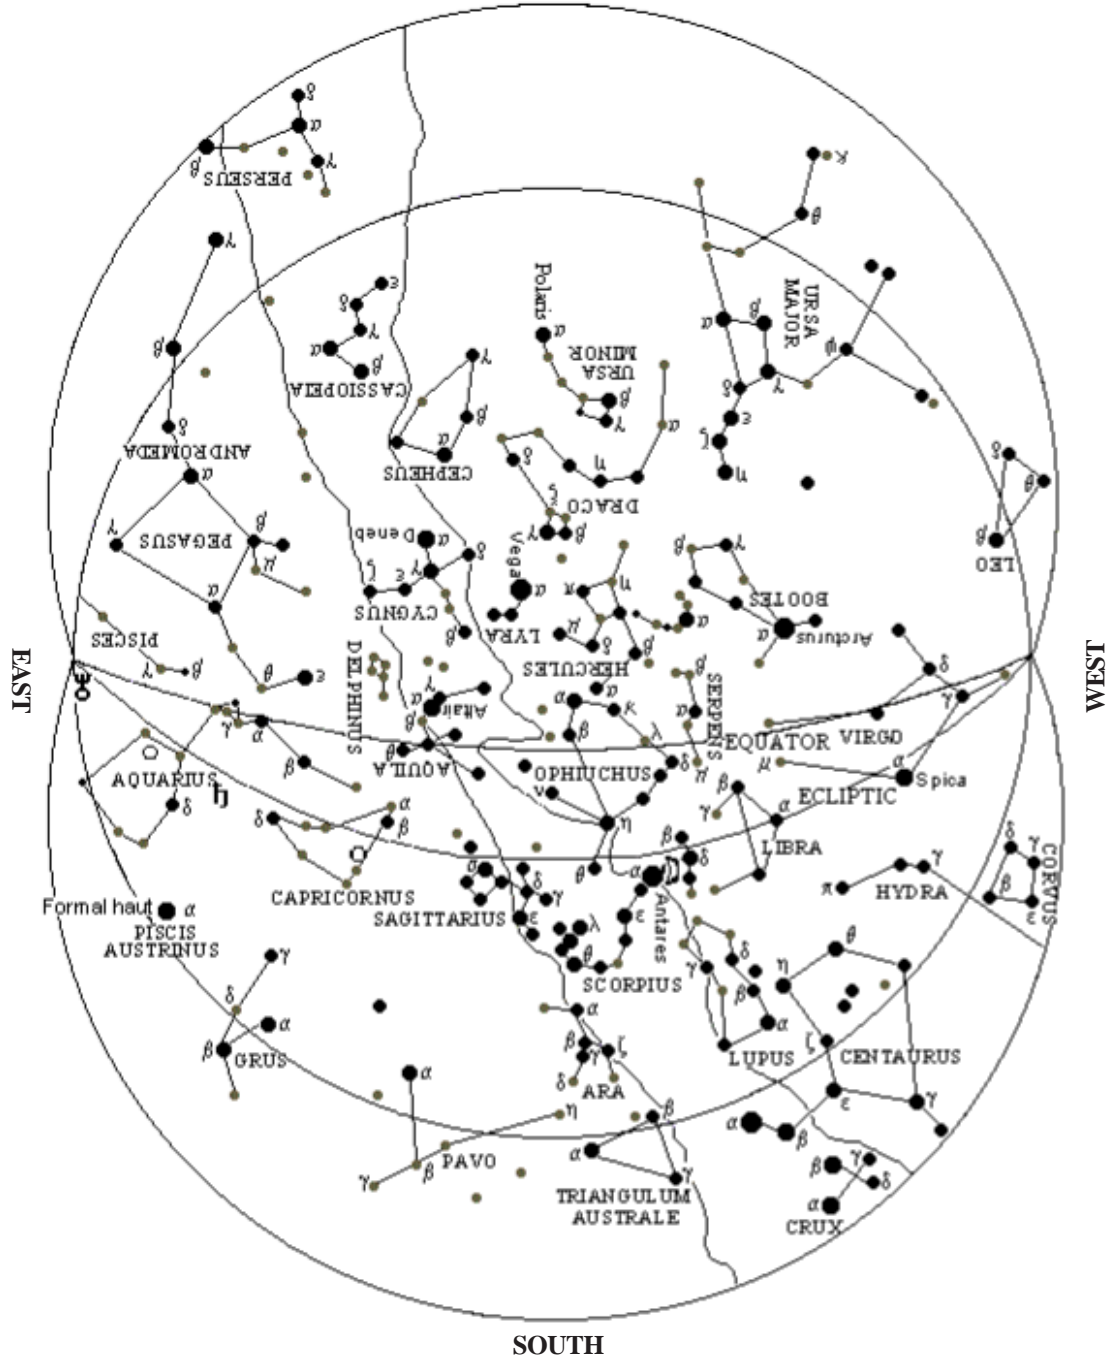 δ
α
β
γ
PERSEUS
κ
θ
γ
ε
δ
γ
α
β
CASSIOPEIA
Polaris
α
URSA
MINOR
β
γ
URSA
MAJOR
α
β
δ
γ
ψ
ε
ζ
η
β
δ
ANDROMEDA
α
γ
β
α
CEPHEUS
δ
η
α
DRACO
ξ
γ
β
δ
θ
β
LEO
γ
PEGASUS
β
μ
α
θ
ε
Deneb
α
γ
δ
ε
ζ
CYGNUS
Vega
α
LYRA
π
η
μ
δ
β
HERCULES
α
β
γ
BOOTES
α
Arcturus
PISCES
γ
β
DELPHINUS
γ
α
Altair
β
θ
AQUILA
α
κ
β
λ
δ
OPHIUCHUS
ν
η
θ
β
α
SERPENS
μ
EAST
WEST
EQUATOR
VIRGO
δ
γ
μ
α
Spica
ECLIPTIC
γ
α
β
AQUARIUS
♄
δ
δ
α
β
CAPRICORNUS
β
γ
α
LIBRA
β
δ
α
Antares
σ
δ
γ
SAGITTARIUS
ε
λ
ε
θ
SCORPIUS
π
γ
HYDRA
δ
γ
β
ε
CORVUS
Formal haut
α
PISCIS
AUSTRINUS
γ
δ
α
β
GRUS
α
β
γ
ζ
δ
ARA
γ
δ
β
α
LUPUS
θ
η
ζ
CENTAURUS
ε
γ
α
β
α
η
PAVO
β
γ
β
α
γ
TRIANGULUM
AUSTRALE
β
δ
α
CRUX
SOUTH